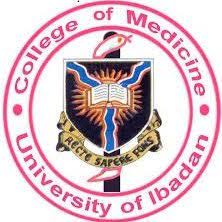 College of Medicine
RECTE SAPERE FONS
University of Ibadan